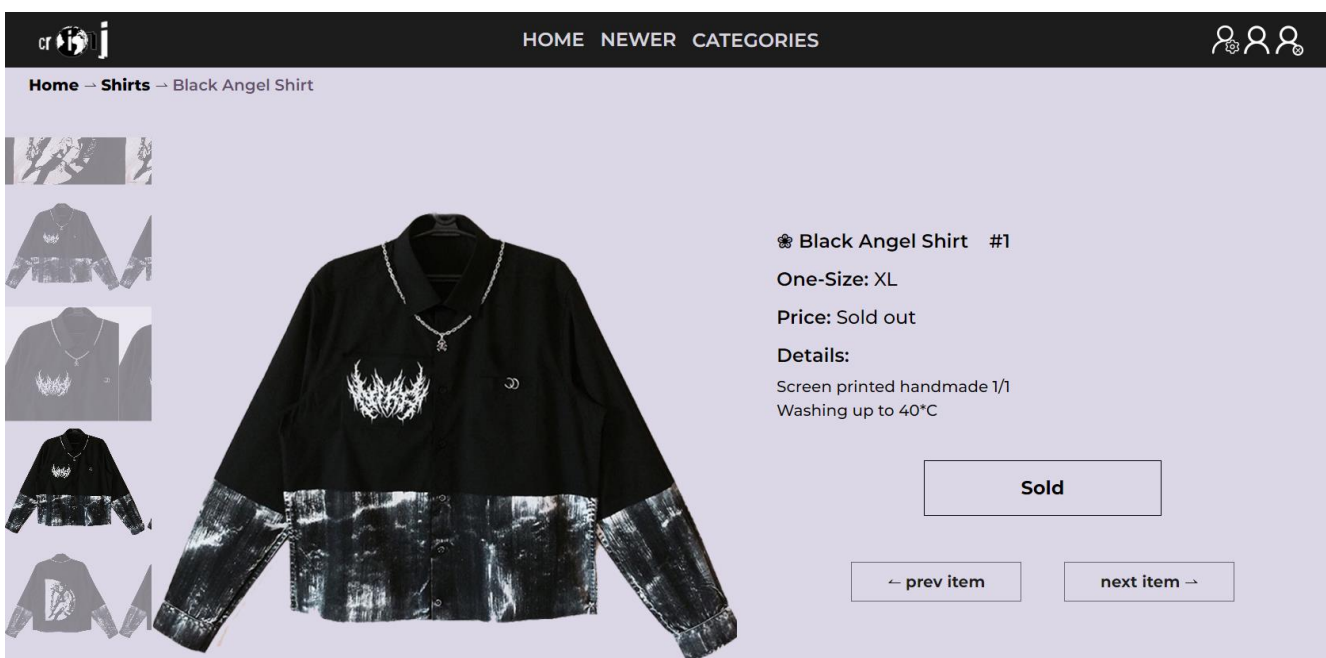 cr j
HOME NEWER CATEGORIES
Home → Shirts → Black Angel Shirt
❀ Black Angel Shirt #1
One-Size: XL
Price: Sold out
Details:
Screen printed handmade 1/1
Washing up to 40*C
Sold
← prev item
next item →